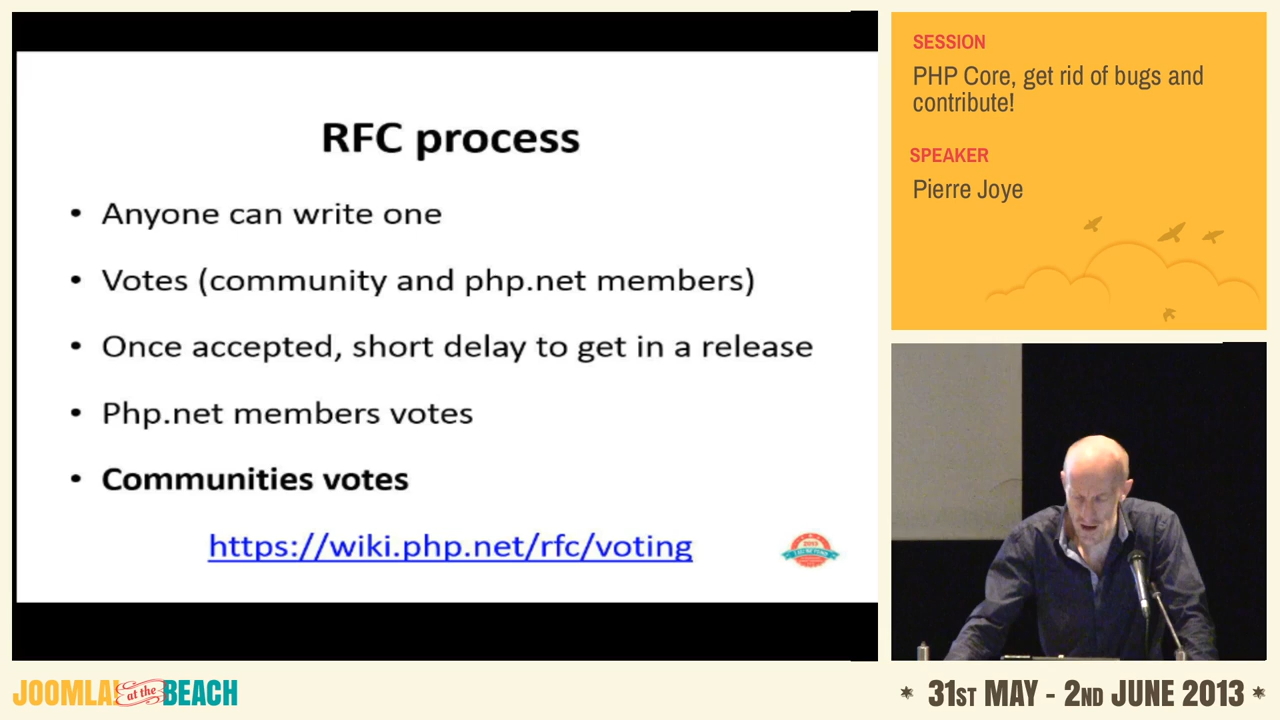 RFC process
• Anyone can write one
• Votes (community and php.net members)
• Once accepted, short delay to get in a release
• Php.net members votes
• Communities votes
https://wiki.php.net/rfc/voting
SESSION
PHP Core, get rid of bugs and
contribute!
SPEAKER
Pierre Joye
JOOMLA! at the BEACH
31ST MAY - 2ND JUNE 2013